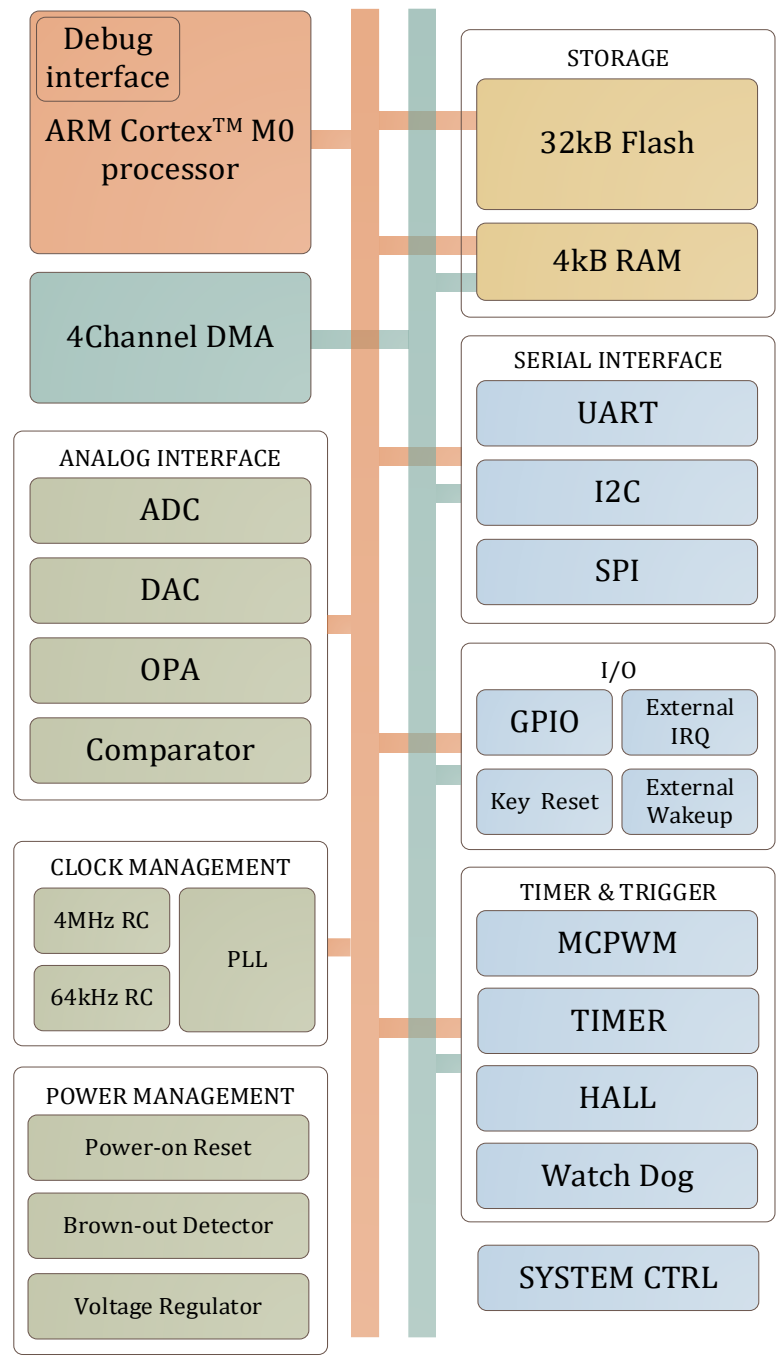 Debug
interface
ARM Cortex™ M0
processor
4Channel DMA
ANALOG INTERFACE
ADC
DAC
OPA
Comparator
CLOCK MANAGEMENT
4MHz RC
64kHz RC
PLL
POWER MANAGEMENT
Power-on Reset
Brown-out Detector
Voltage Regulator
STORAGE
32kB Flash
4kB RAM
SERIAL INTERFACE
UART
I2C
SPI
I/O
GPIO
External
IRQ
Key Reset
External
Wakeup
TIMER & TRIGGER
MCPWM
TIMER
HALL
Watch Dog
SYSTEM CTRL